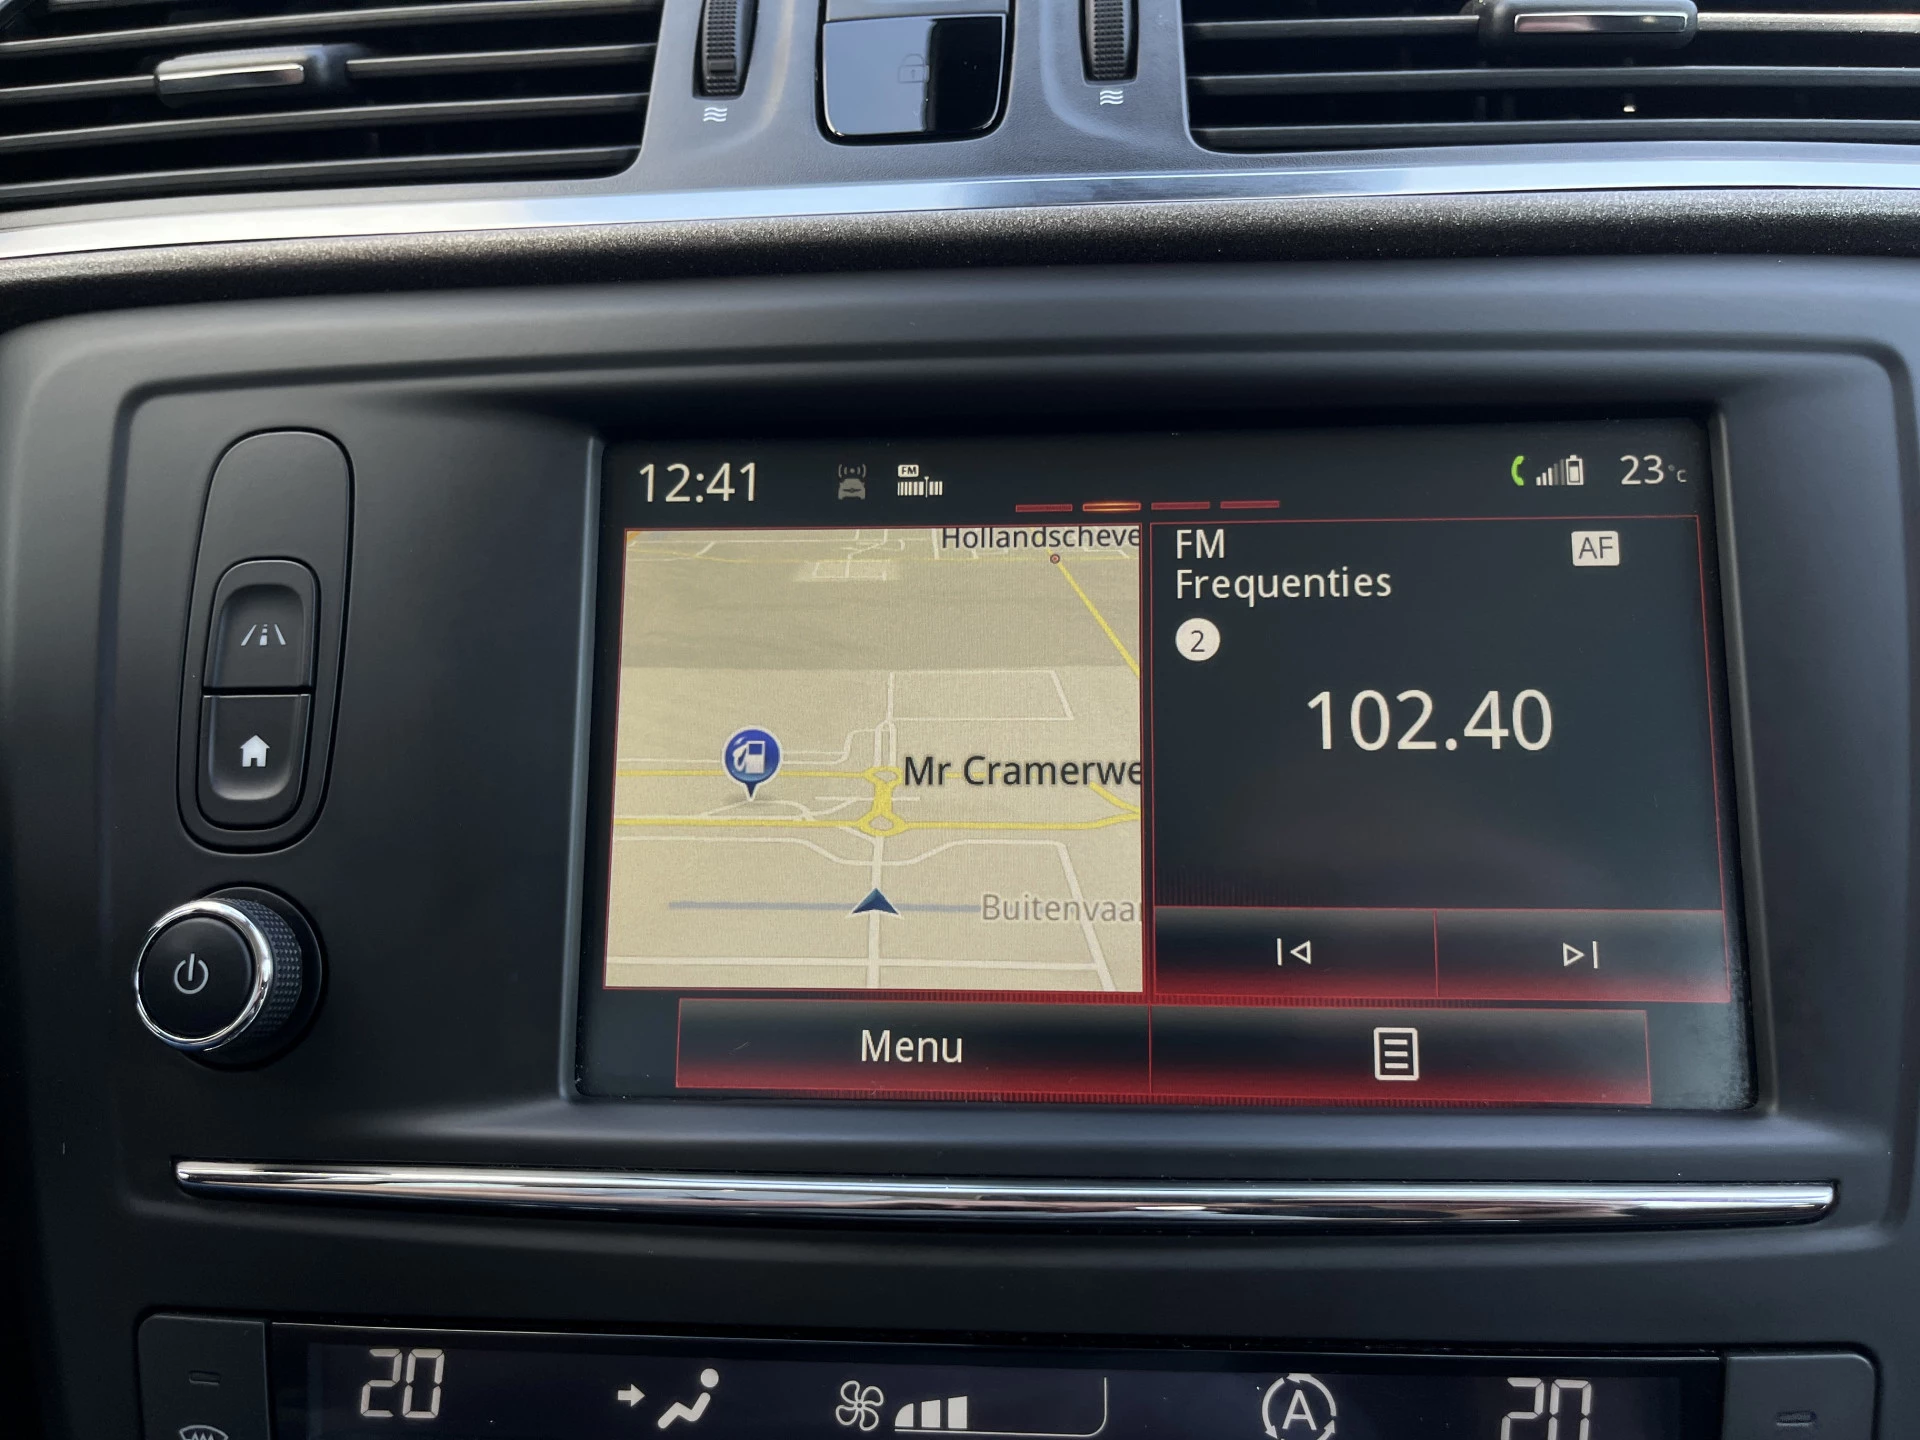 12:41
FM
23°C
Hollandscheve
FM
AF
Frequenties
2
102.40
Mr Cramerwe
Buitenvaa
Menu
20
A
20